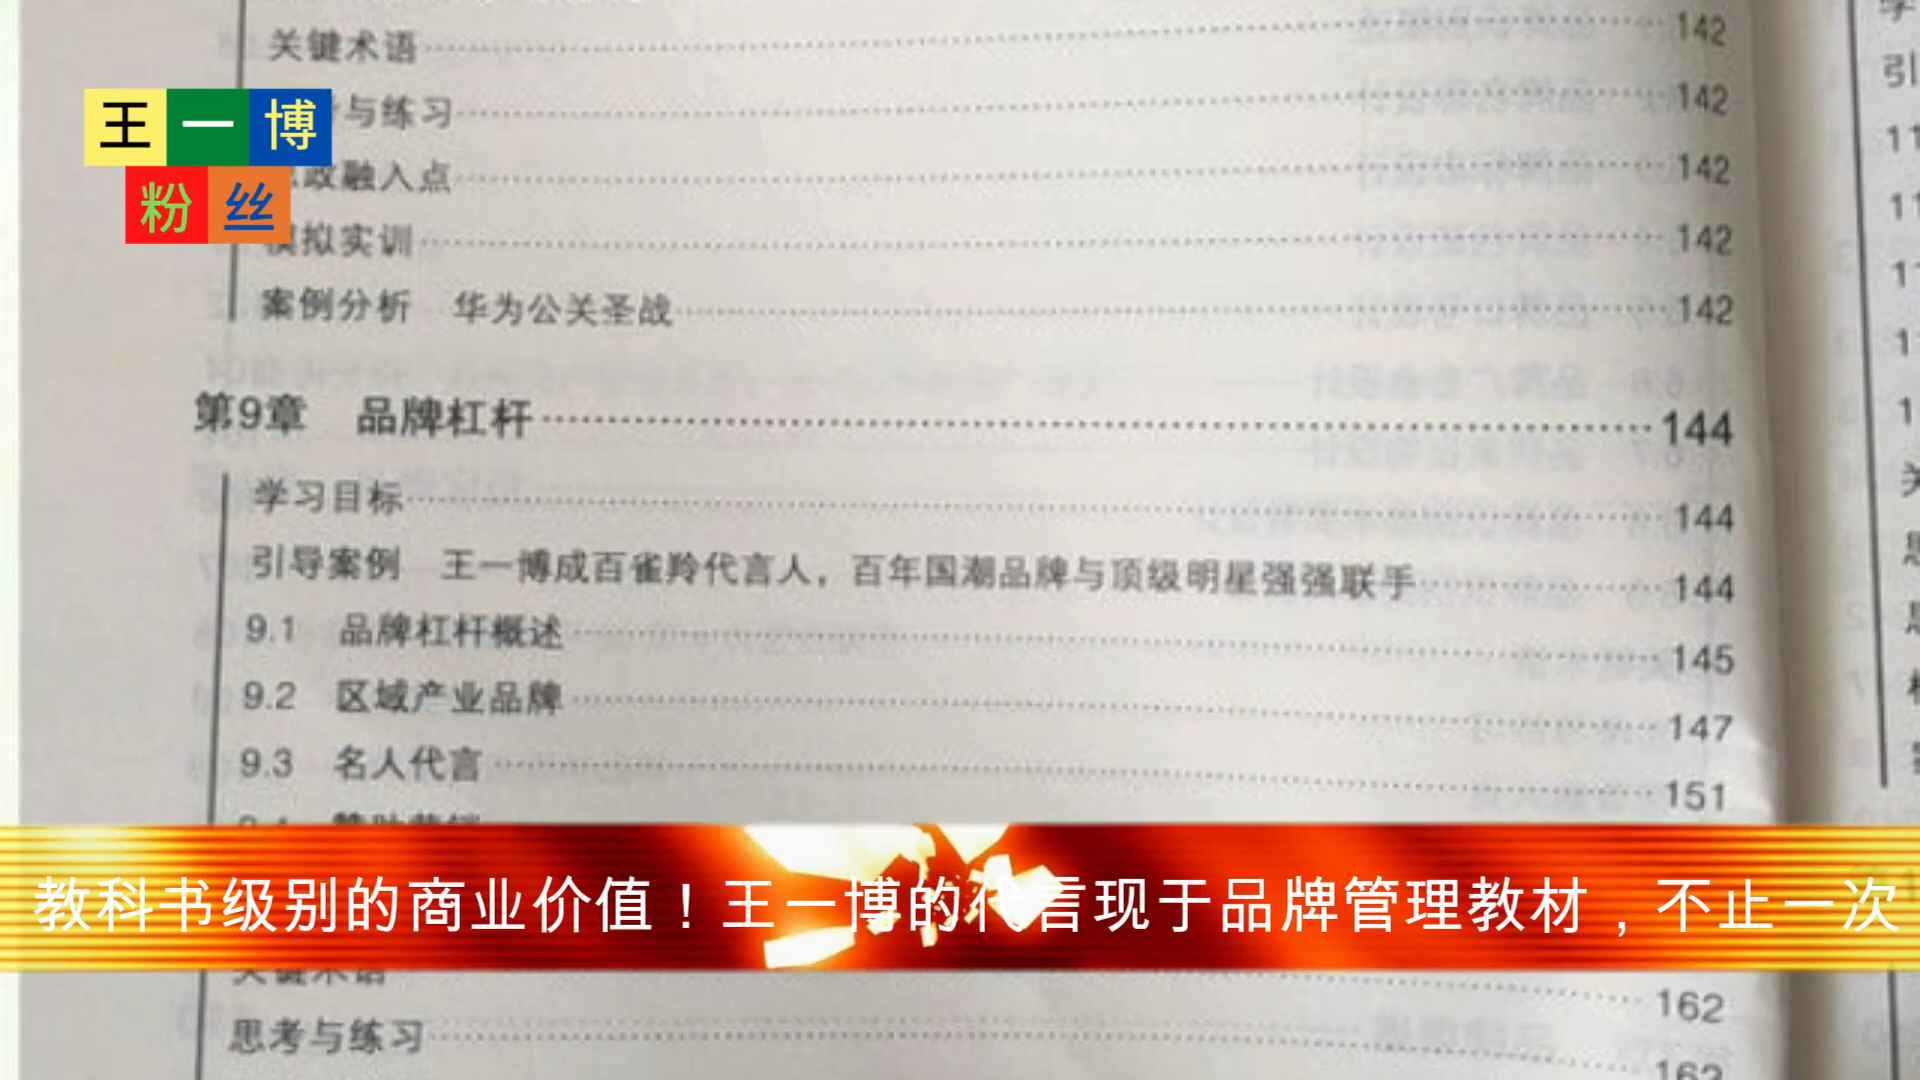 关键术语 142
王一博
与练习 142
粉丝
政融入点 142
模拟实训 142
案例分析 华为公关圣战 142
第9章 品牌杠杆 144
学习目标 144
引导案例 王一博成百雀羚代言人，百年国潮品牌与顶级明星强强联手 144
9.1 品牌杠杆概述 145
9.2 区域产业品牌 147
9.3 名人代言 151
教科书级别的商业价值！王一博的代言现于品牌管理教材，不止一次
关键术语 162
思考与练习 162